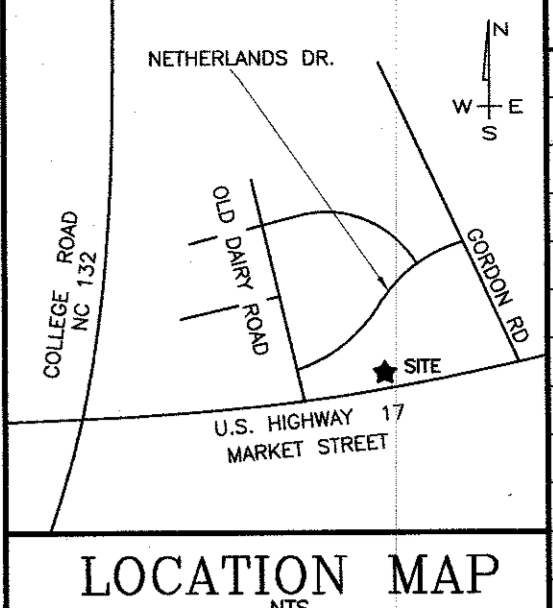 N
NETHERLANDS DR.
W E
S
OLD DAIRY ROAD
COLLEGE ROAD
NC 132
GORDON RD
SITE
U.S. HIGHWAY 17
MARKET STREET
LOCATION MAP
NTS